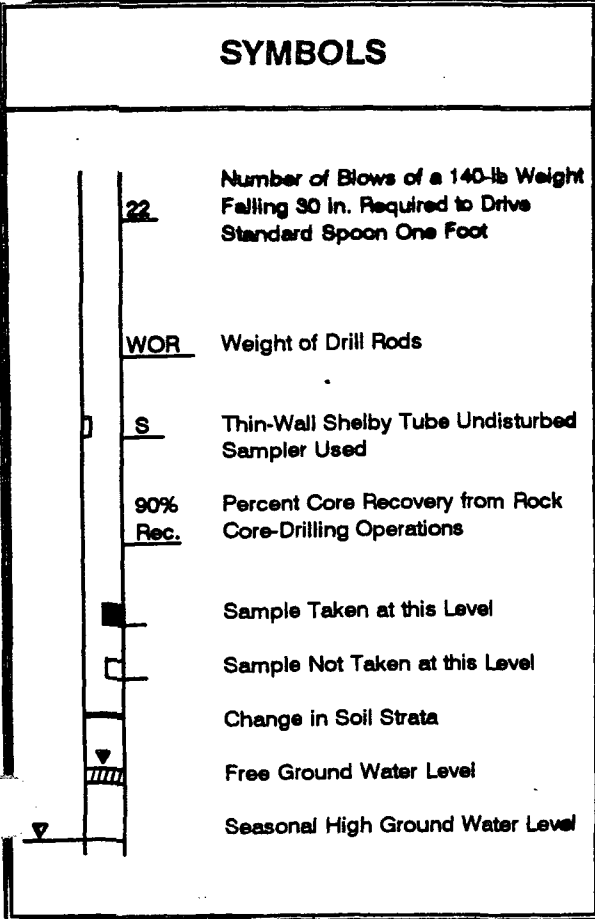 SYMBOLS
22
Number of Blows of a 140-lb Weight
Falling 30 in. Required to Drive
Standard Spoon One Foot
WOR
Weight of Drill Rods
S
Thin-Wall Shelby Tube Undisturbed
Sampler Used
90%
Rec.
Percent Core Recovery from Rock
Core-Drilling Operations
Sample Taken at this Level
Sample Not Taken at this Level
Change in Soil Strata
Free Ground Water Level
Seasonal High Ground Water Level